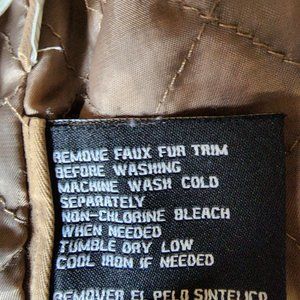 REMOVE FAUX FUR TRIM
BEFORE WASHING
MACHINE WASH COLD
SEPARATELY
NON-CHLORINE BLEACH
WHEN NEEDED
TUMBLE DRY LOW
COOL IRON IF NEEDED
REMOVER EL PELO SINTETICO